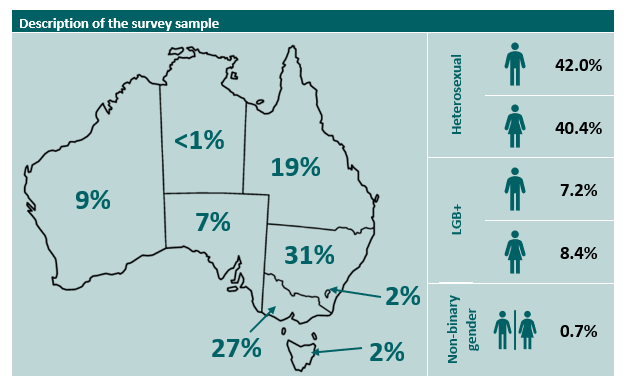 Description of the survey sample
<1%
19%
9%
7%
31%
2%
27%
2%
Heterosexual
42.0%
40.4%
LGB+
7.2%
8.4%
Non-binary
gender
0.7%